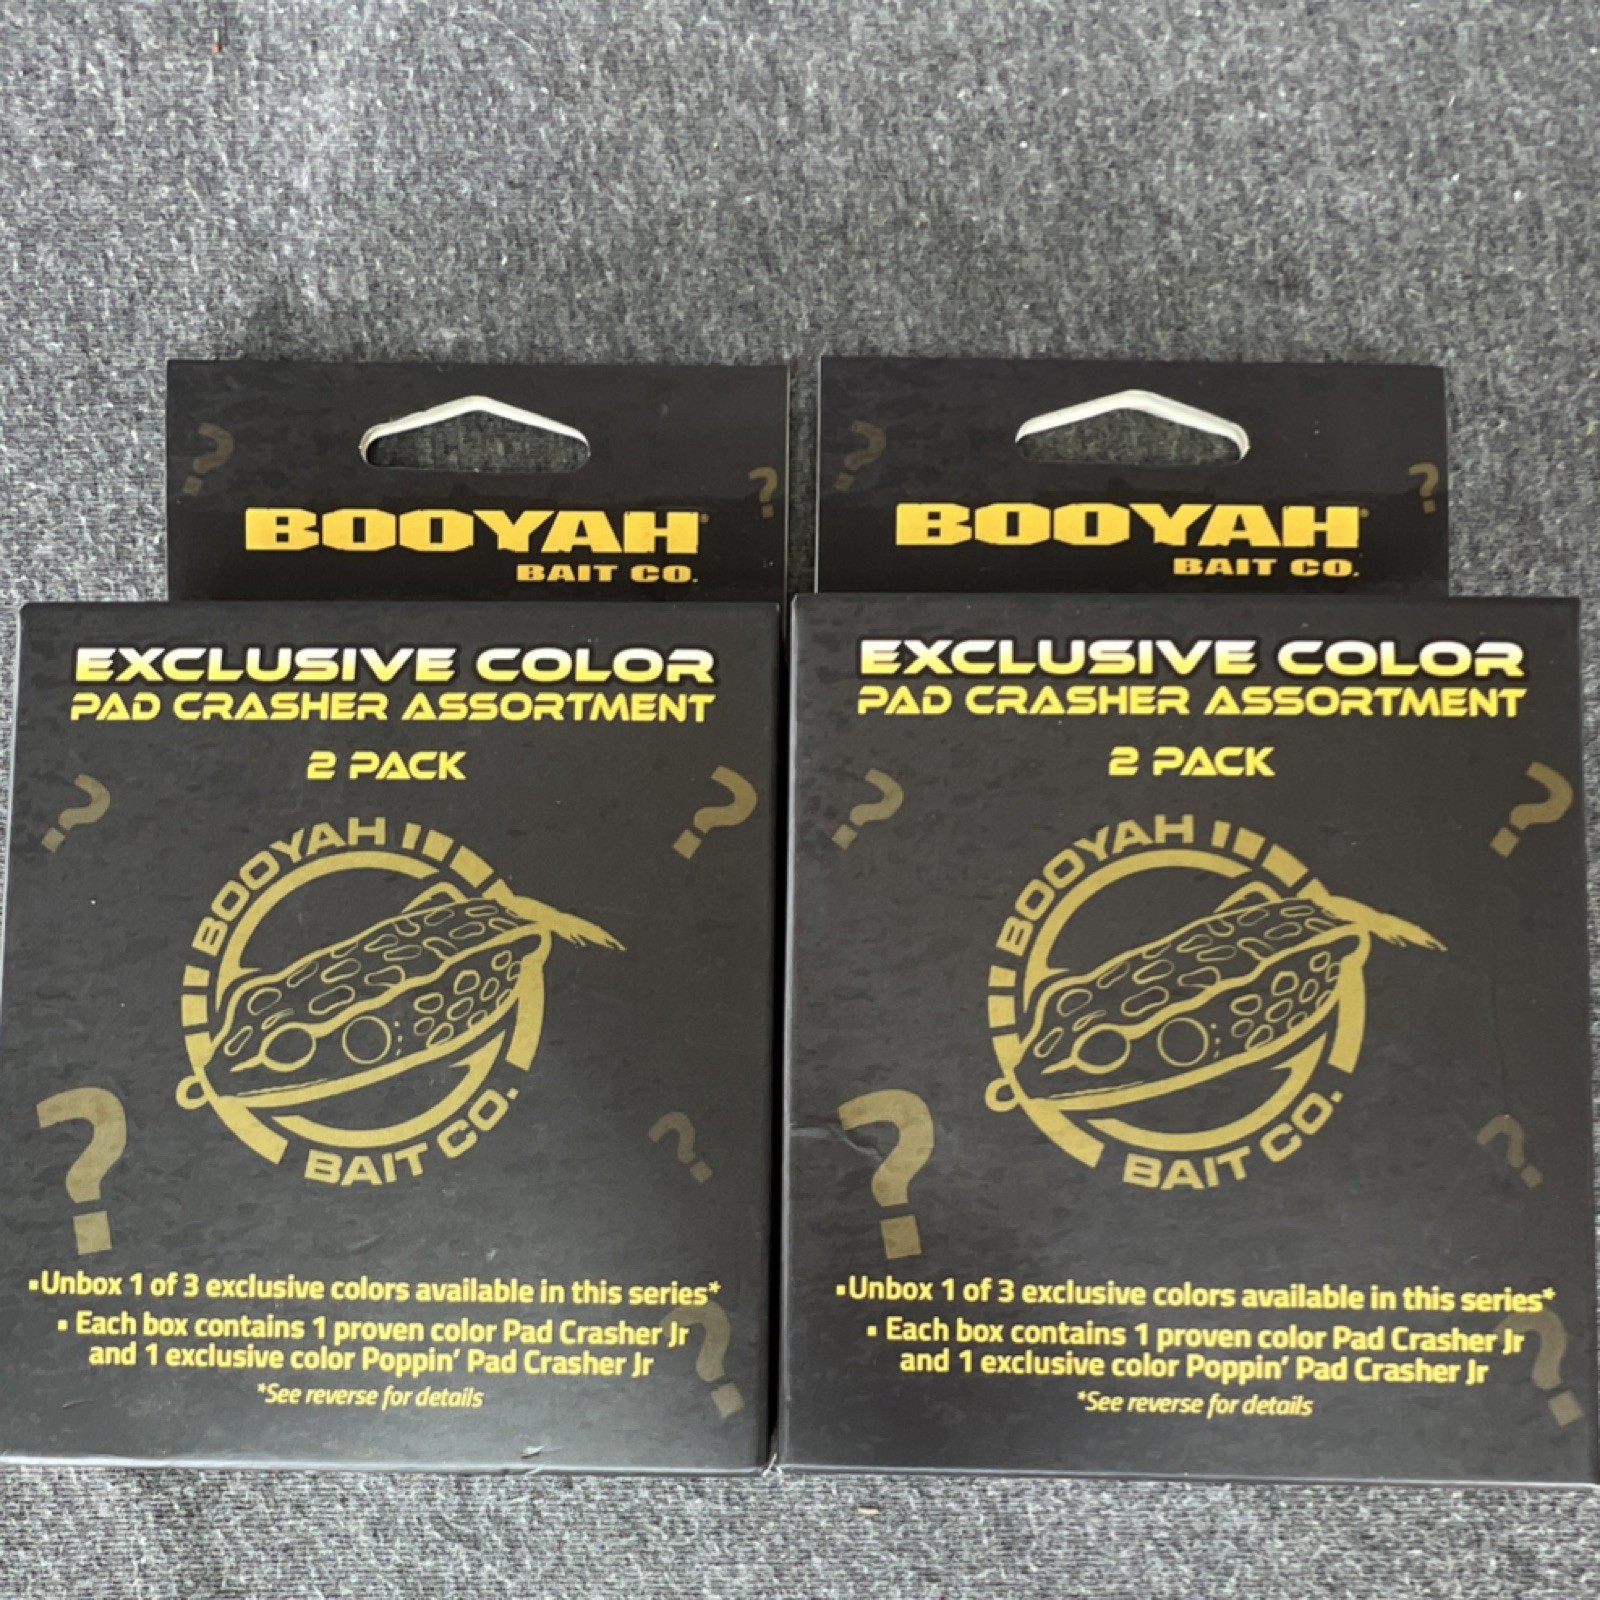 BOOYAH
BAIT CO.
EXCLUSIVE COLOR
PAD CRASHER ASSORTMENT
2 PACK
? ? ? ? ? ? ?
BOOYAH
BAIT CO.
▪Unbox 1 of 3 exclusive colors available in this series*
▪ Each box contains 1 proven color Pad Crasher Jr
and 1 exclusive color Poppin' Pad Crasher Jr
*See reverse for details
BOOYAH
BAIT CO.
EXCLUSIVE COLOR
PAD CRASHER ASSORTMENT
2 PACK
? ? ? ? ? ? ?
BOOYAH
BAIT CO.
▪Unbox 1 of 3 exclusive colors available in this series*
▪ Each box contains 1 proven color Pad Crasher Jr
and 1 exclusive color Poppin' Pad Crasher Jr
*See reverse for details